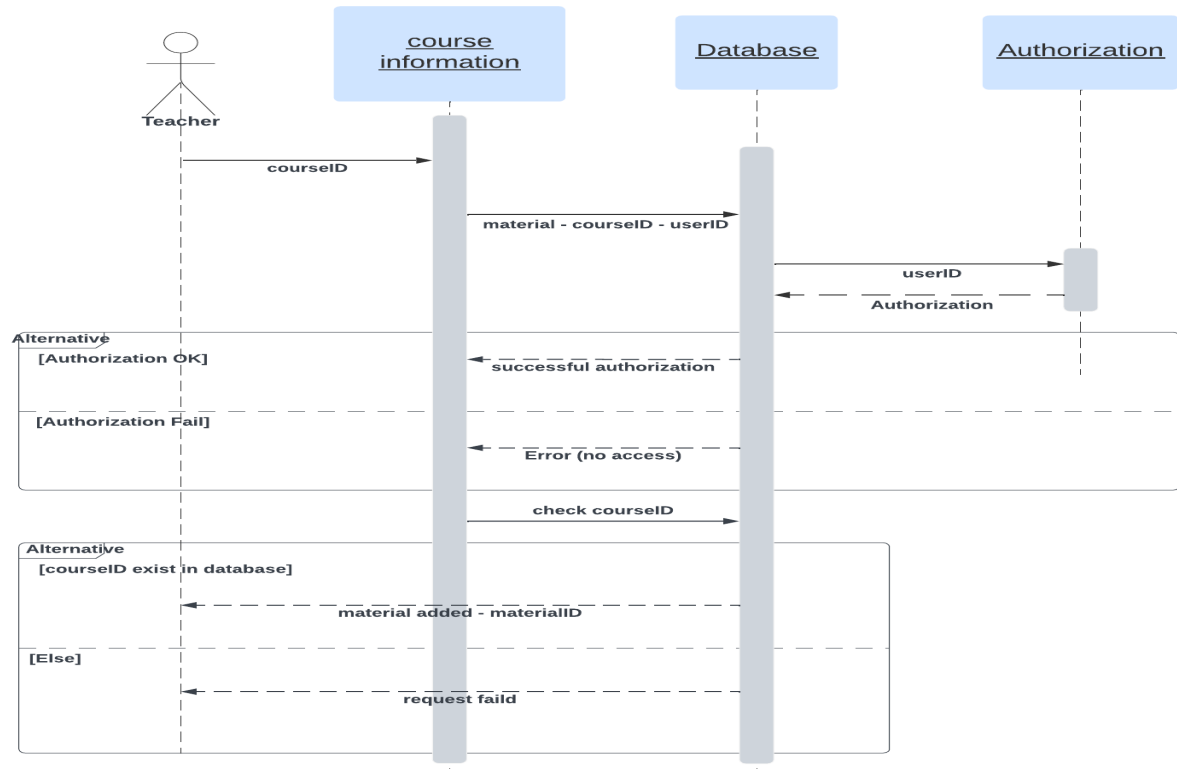 course
information
Database
Authorization
Teacher
courseID
material - courseID - userID
userID
Authorization
Alternative
[Authorization OK]
successful authorization
[Authorization Fail]
Error (no access)
check courseID
Alternative
[courseID exist in database]
material added - materialID
[Else]
request faild